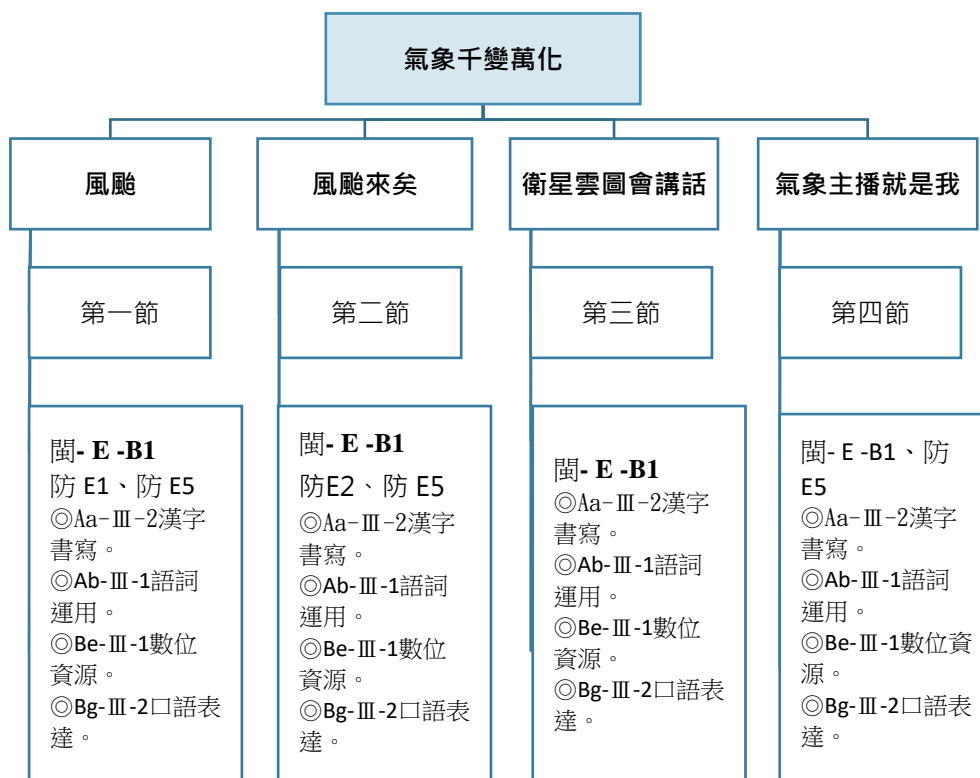 氣象千變萬化
風颱
風颱來矣
衛星雲圖會講話
氣象主播就是我
第一節
第二節
第三節
第四節
閩- E -B1
防 E1、防 E5
◎Aa-Ⅲ-2漢字
書寫。
◎Ab-Ⅲ-1語詞
運用。
◎Be-Ⅲ-1數位
資源。
◎Bg-Ⅲ-2口語表
達。
閩- E -B1
防E2、防 E5
◎Aa-Ⅲ-2漢字
書寫。
◎Ab-Ⅲ-1語詞
運用。
◎Be-Ⅲ-1數位
資源。
◎Bg-Ⅲ-2口語表
達。
閩- E -B1
◎Aa-Ⅲ-2漢字
書寫。
◎Ab-Ⅲ-1語詞
運用。
◎Be-Ⅲ-1數位
資源。
◎Bg-Ⅲ-2口語表
達。
閩- E -B1、防
E5
◎Aa-Ⅲ-2漢字
書寫。
◎Ab-Ⅲ-1語詞
運用。
◎Be-Ⅲ-1數位資
源。
◎Bg-Ⅲ-2口語表
達。